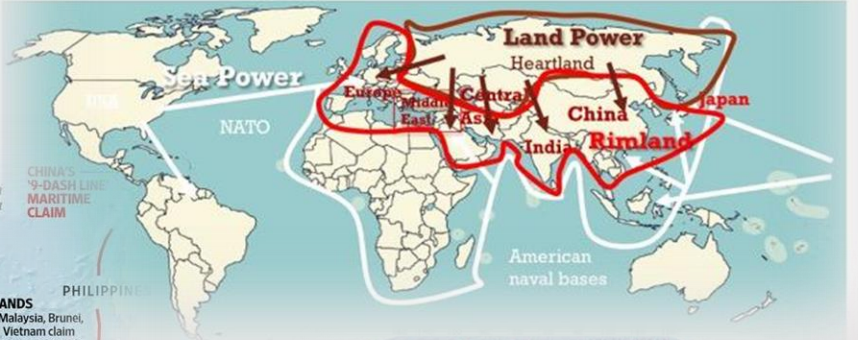 Land Power
Heartland
Sea Power
USA
NATO
Europe
Middle
East
Central
Asia
China
Japan
India
Rimland
American
naval bases
CHINA'S
'9-DASH LINE'
MARITIME
CLAIM
PHILIPPINE
ANDS
Malaysia, Brunei,
Vietnam claim